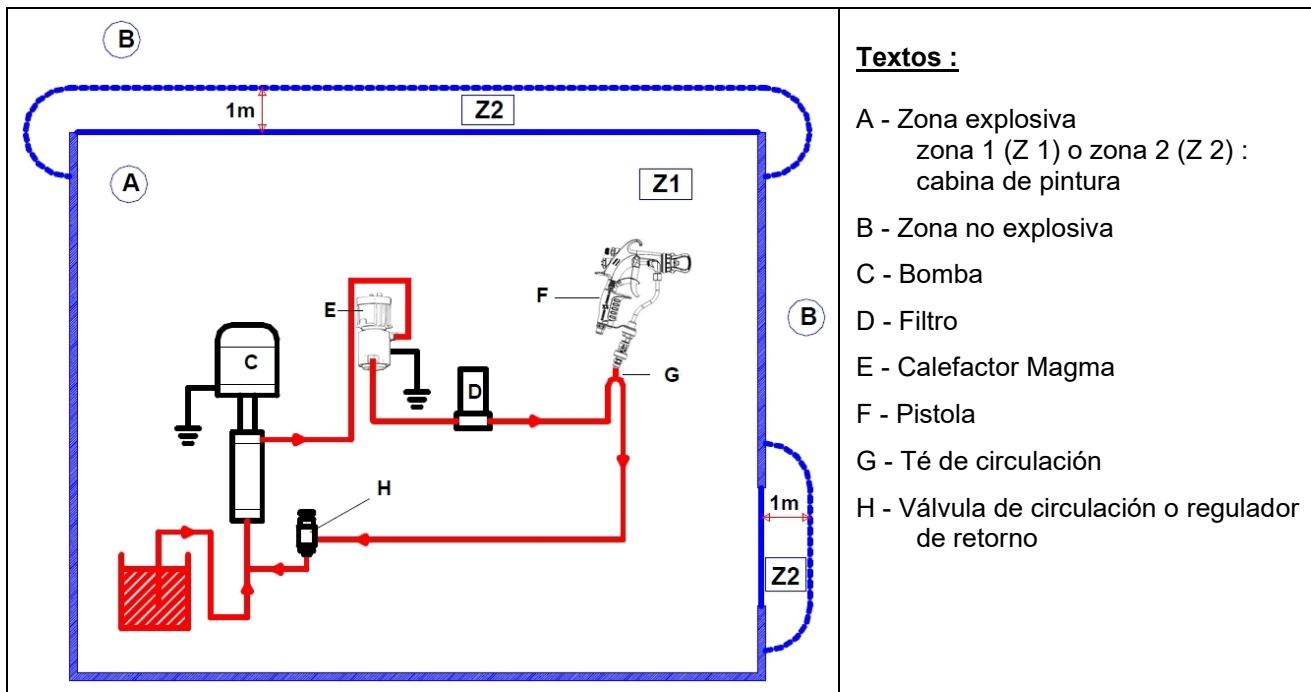 B
1m
Z2
A
Z1
E
F
B
C
G
D
H
1m
Z2
Textos :
A - Zona explosiva
zona 1 (Z 1) o zona 2 (Z 2) :
cabina de pintura
B - Zona no explosiva
C - Bomba
D - Filtro
E - Calefactor Magma
F - Pistola
G - Té de circulación
H - Válvula de circulación o regulador
de retorno